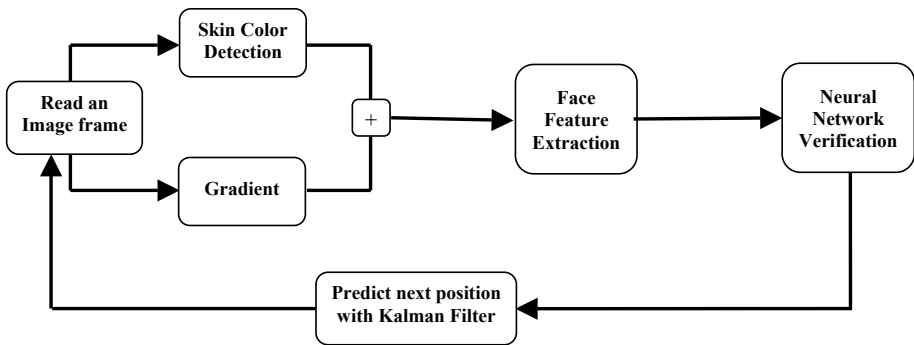 Skin Color
Detection
Read an
Image frame
+
Gradient
Face
Feature
Extraction
Neural
Network
Verification
Predict next position
with Kalman Filter